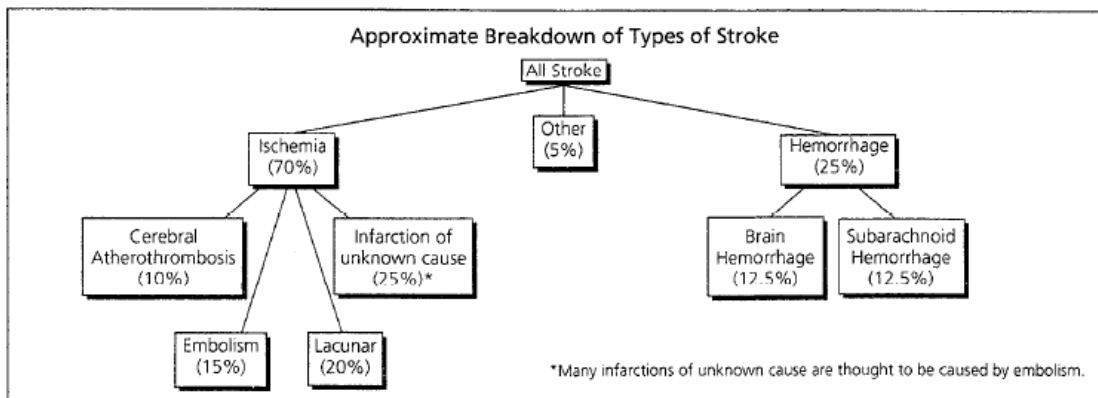 Approximate Breakdown of Types of Stroke
All Stroke
Ischemia
(70%)
Other
(5%)
Hemorrhage
(25%)
Cerebral
Atherothrombosis
(10%)
Infarction of
unknown cause
(25%)*
Brain
Hemorrhage
(12.5%)
Subarachnoid
Hemorrhage
(12.5%)
Embolism
(15%)
Lacunar
(20%)
*Many infarctions of unknown cause are thought to be caused by embolism.